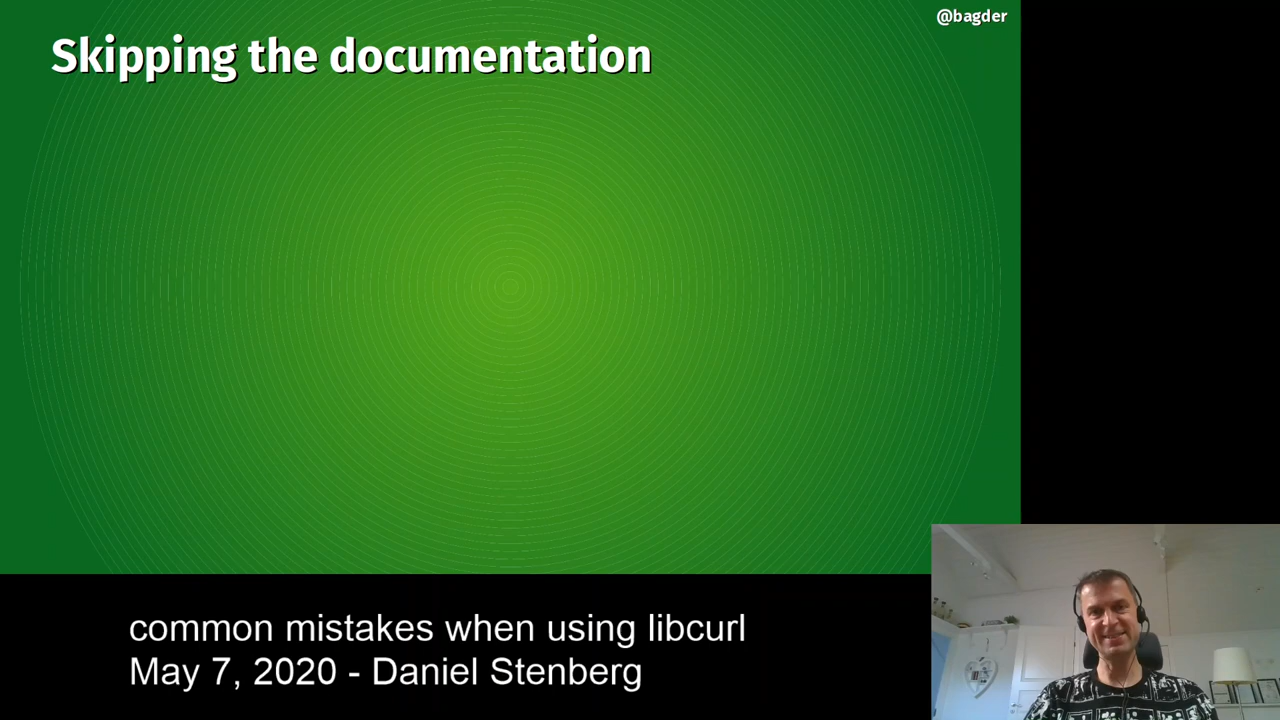 @bagder
Skipping the documentation
common mistakes when using libcurl
May 7, 2020 - Daniel Stenberg